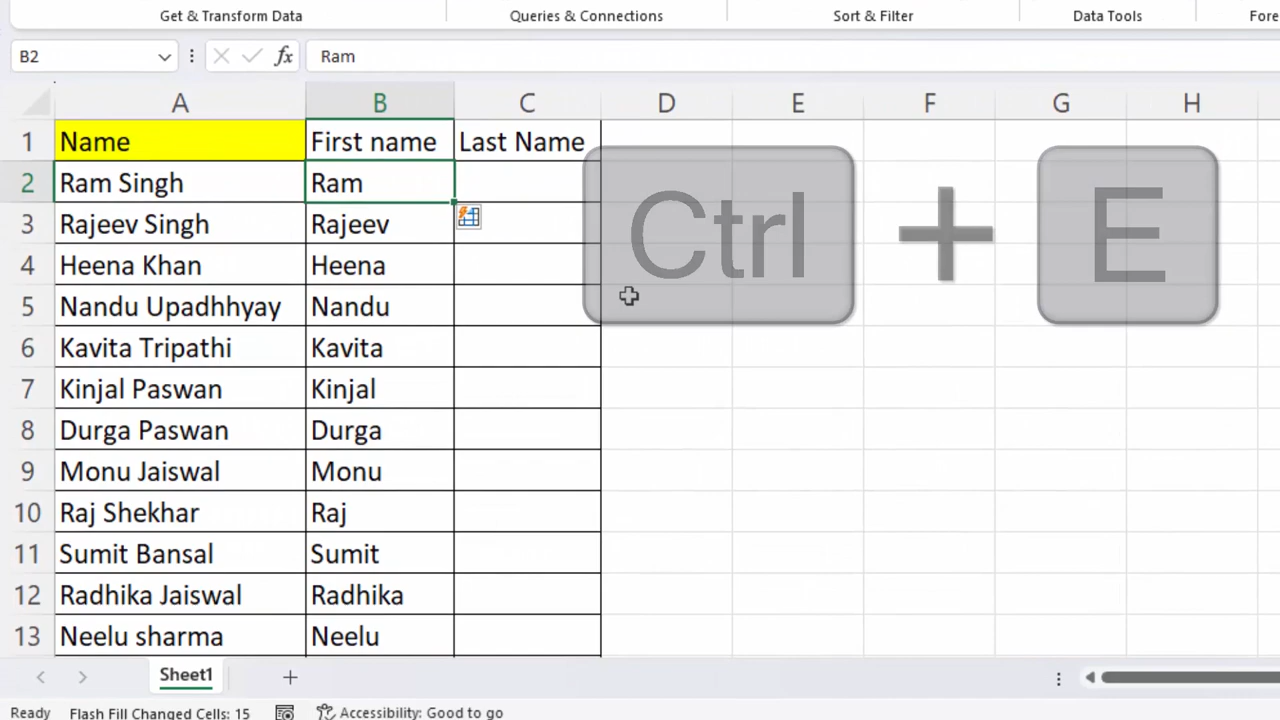 Get & Transform Data Queries & Connections Sort & Filter Data Tools Fore
B2 fx Ram
A B C D E F G H
1 Name First name Last Name
2 Ram Singh Ram
3 Rajeev Singh Rajeev
4 Heena Khan Heena
5 Nandu Upadhhyay Nandu
6 Kavita Tripathi Kavita
7 Kinjal Paswan Kinjal
8 Durga Paswan Durga
9 Monu Jaiswal Monu
10 Raj Shekhar Raj
11 Sumit Bansal Sumit
12 Radhika Jaiswal Radhika
13 Neelu sharma Neelu
Ctrl + E
Sheet1 +
Ready Flash Fill Changed Cells: 15 Accessibility: Good to go